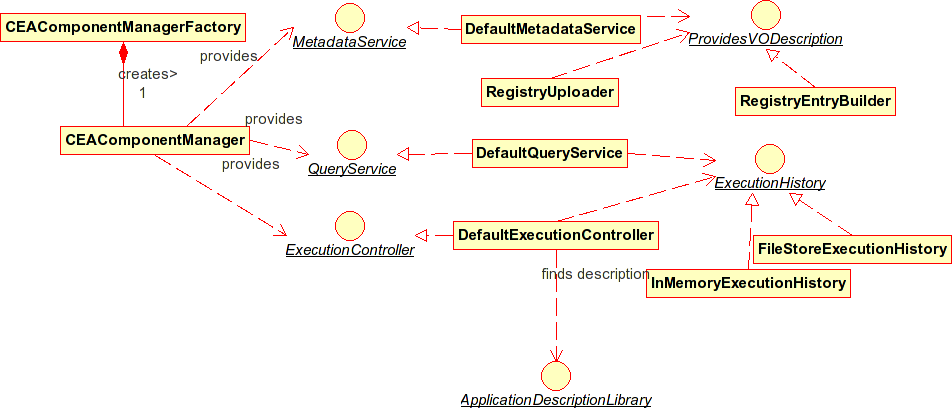 CEAComponentManagerFactory
MetadataService
DefaultMetadataService
ProvidesVODescription
provides
creates>
1
RegistryUploader
RegistryEntryBuilder
provides
CEAComponentManager
provides
QueryService
DefaultQueryService
ExecutionHistory
ExecutionController
DefaultExecutionController
FileStoreExecutionHistory
finds description
InMemoryExecutionHistory
ApplicationDescriptionLibrary